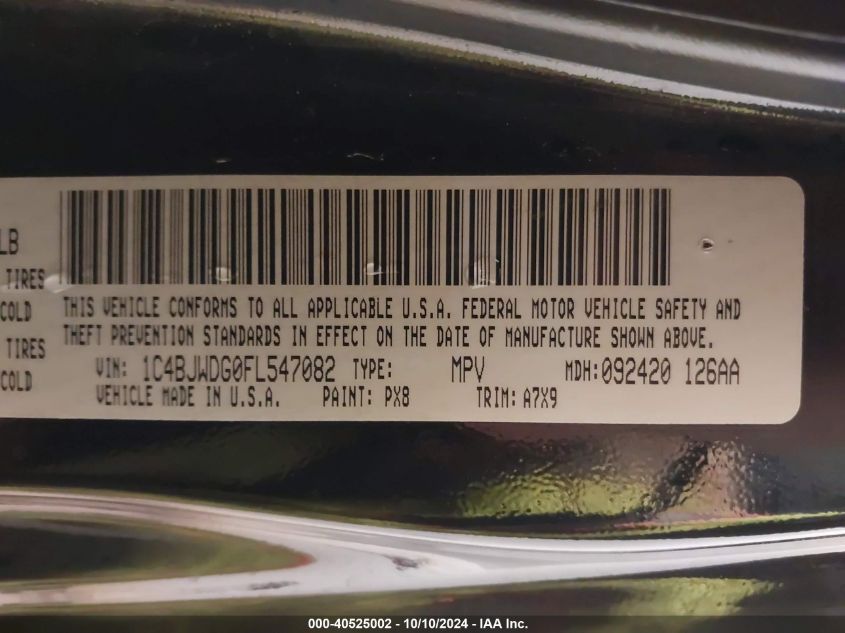 LB
TIRES
COLD
TIRES
COLD
THIS VEHICLE CONFORMS TO ALL APPLICABLE U.S.A. FEDERAL MOTOR VEHICLE SAFETY AND
THEFT PREVENTION STANDARDS IN EFFECT ON THE DATE OF MANUFACTURE SHOWN ABOVE.
VIN: 1C4BJWDG0FL547082 TYPE: MPV MDH:092420 126AA
VEHICLE MADE IN U.S.A. PAINT: PX8 TRIM: A7X9
000-40525002 - 10/10/2024 - IAA Inc.